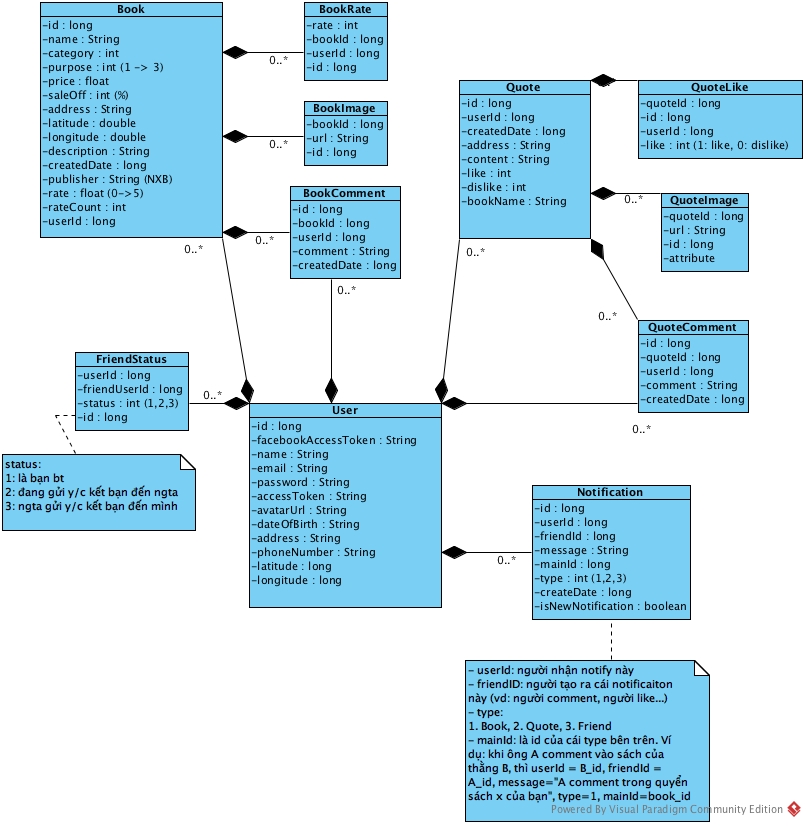 Book
-id : long
-name : String
-category : int
-purpose : int (1 -> 3)
-price : float
-saleOff : int (%)
-address : String
-latitude : double
-longitude : double
-description : String
-createdDate : long
-publisher : String (NXB)
-rate : float (0->5)
-rateCount : int
-userId : long
0..*
BookRate
-rate : int
-bookId : long
-userId : long
-id : long
0..*
BookImage
-bookId : long
-url : String
-id : long
0..*
BookComment
-id : long
-bookId : long
-userId : long
-comment : String
-createdDate : long
0..*
0..*
Quote
-id : long
-userId : long
-createdDate : long
-address : String
-content : String
-like : int
-dislike : int
-bookName : String
0..*
QuoteLike
-quoteId : long
-id : long
-userId : long
-like : int (1: like, 0: dislike)
QuoteImage
-quoteId : long
-url : String
-id : long
-attribute
0..*
0..*
QuoteComment
-id : long
-quoteId : long
-userId : long
-comment : String
-createdDate : long
0..*
FriendStatus
-userId : long
-friendUserId : long
-status : int (1,2,3)
-id : long
0..*
status:
1: là bạn bt
2: đang gửi y/c kết bạn đến ngta
3: ngta gửi y/c kết bạn đến mình
User
-id : long
-facebookAccessToken : String
-name : String
-email : String
-password : String
-accessToken : String
-avatarUrl : String
-dateOfBirth : String
-address : String
-phoneNumber : String
-latitude : long
-longitude : long
0..*
Notification
-id : long
-userId : long
-friendId : long
-message : String
-mainId : long
-type : int (1,2,3)
-createDate : long
-isNewNotification : boolean
- userId: người nhận notify này
- friendID: người tạo ra cái notificaiton
này (vd: người comment, người like...)
- type:
1. Book, 2. Quote, 3. Friend
- mainId: là id của cái type bên trên. Ví
dụ: khi ông A comment vào sách của
thằng B, thì userId = B_id, friendId =
A_id, message="A comment trong quyển
sách x của bạn", type=1, mainId=book_id
Powered By Visual Paradigm Community Edition